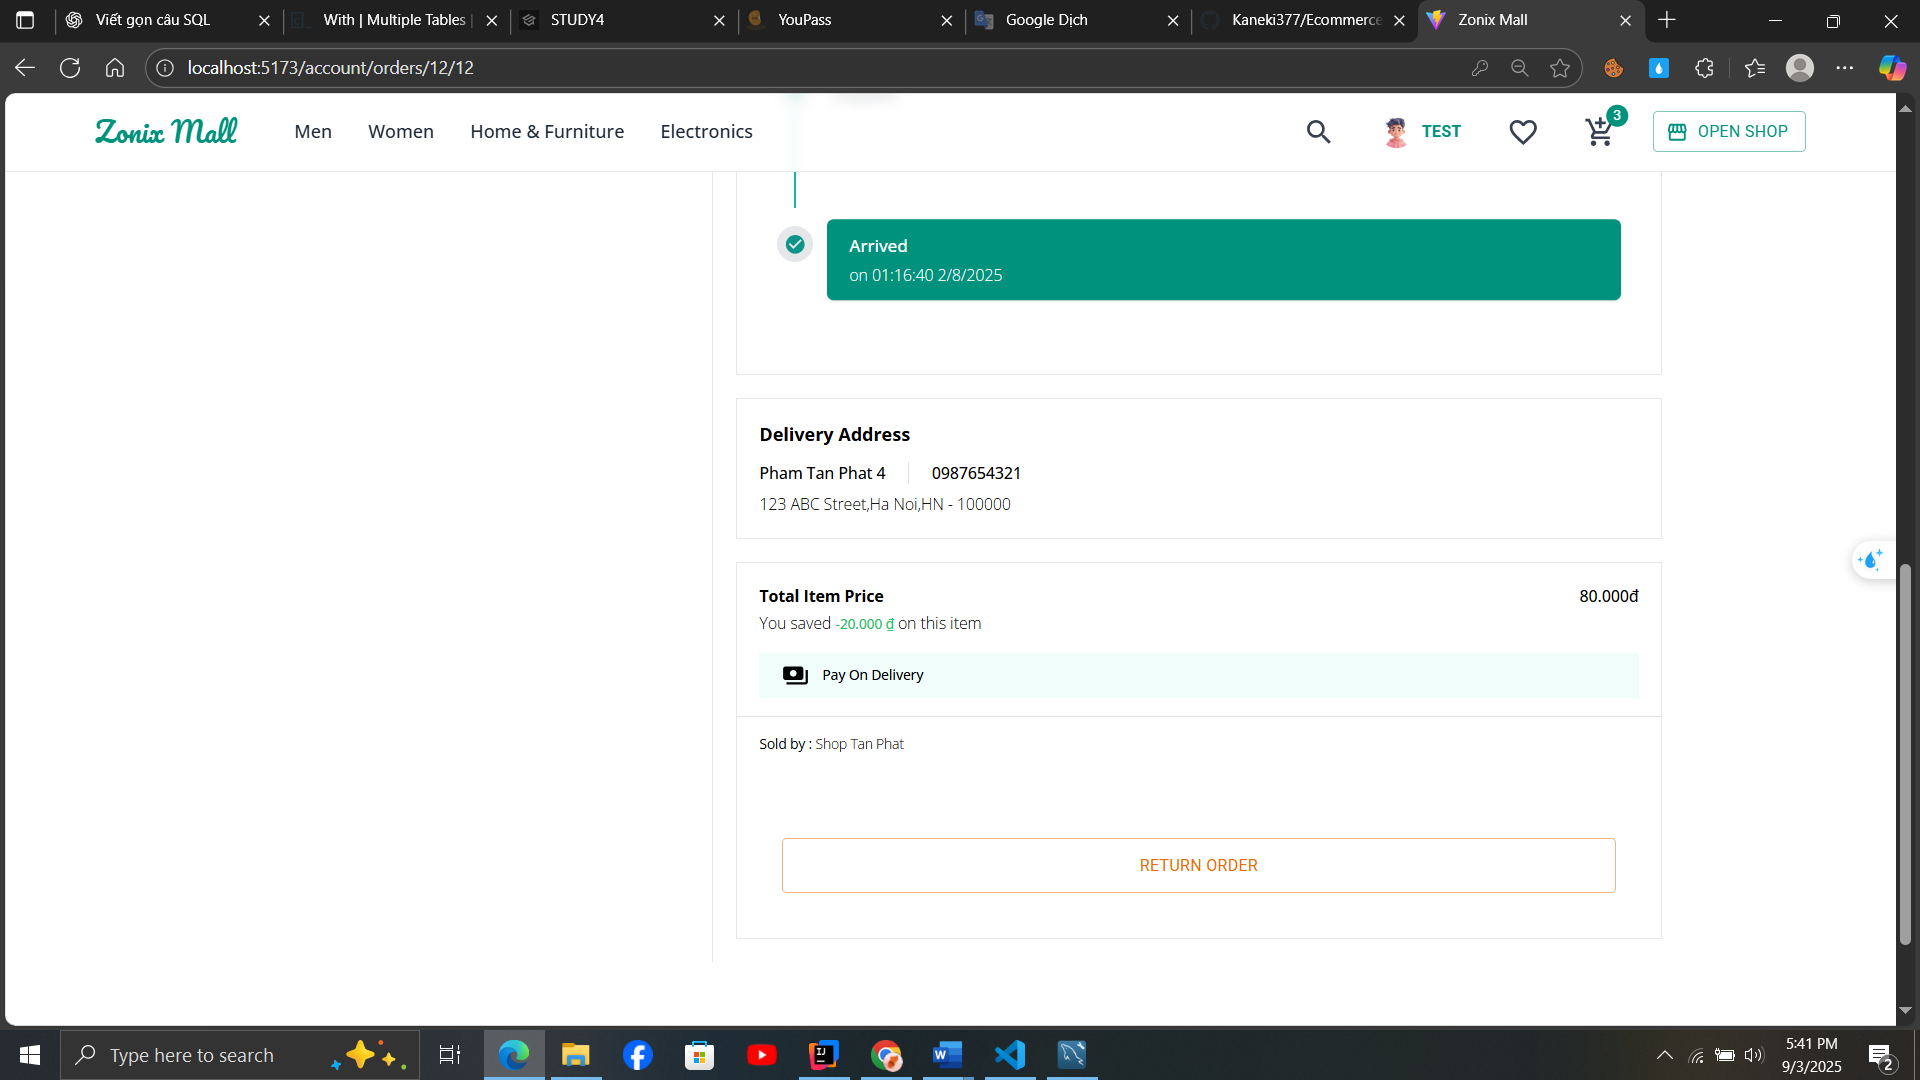 Viết gọn câu SQL
With | Multiple Tables
STUDY4
YouPass
Google Dịch
Kaneki377/Ecommerce
Zonix Mall
localhost:5173/account/orders/12/12
Zonix Mall
Men
Women
Home & Furniture
Electronics
TEST
3
OPEN SHOP
Arrived
on 01:16:40 2/8/2025
Delivery Address
Pham Tan Phat 4
0987654321
123 ABC Street,Ha Noi,HN - 100000
Total Item Price
80.000đ
You saved -20.000 ₫ on this item
Pay On Delivery
Sold by : Shop Tan Phat
RETURN ORDER
Type here to search
5:41 PM
9/3/2025
2